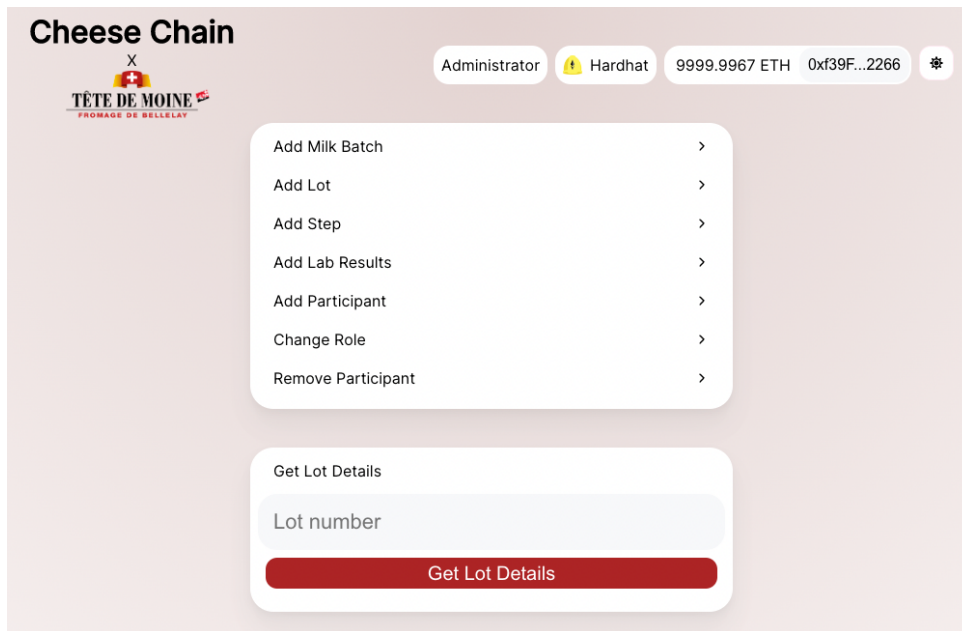 Cheese Chain
X
TÊTE DE MOINE
FROMAGE DE BELLELAY
Administrator
Hardhat
9999.9967 ETH
0xf39F...2266
Add Milk Batch
Add Lot
Add Step
Add Lab Results
Add Participant
Change Role
Remove Participant
Get Lot Details
Lot number
Get Lot Details